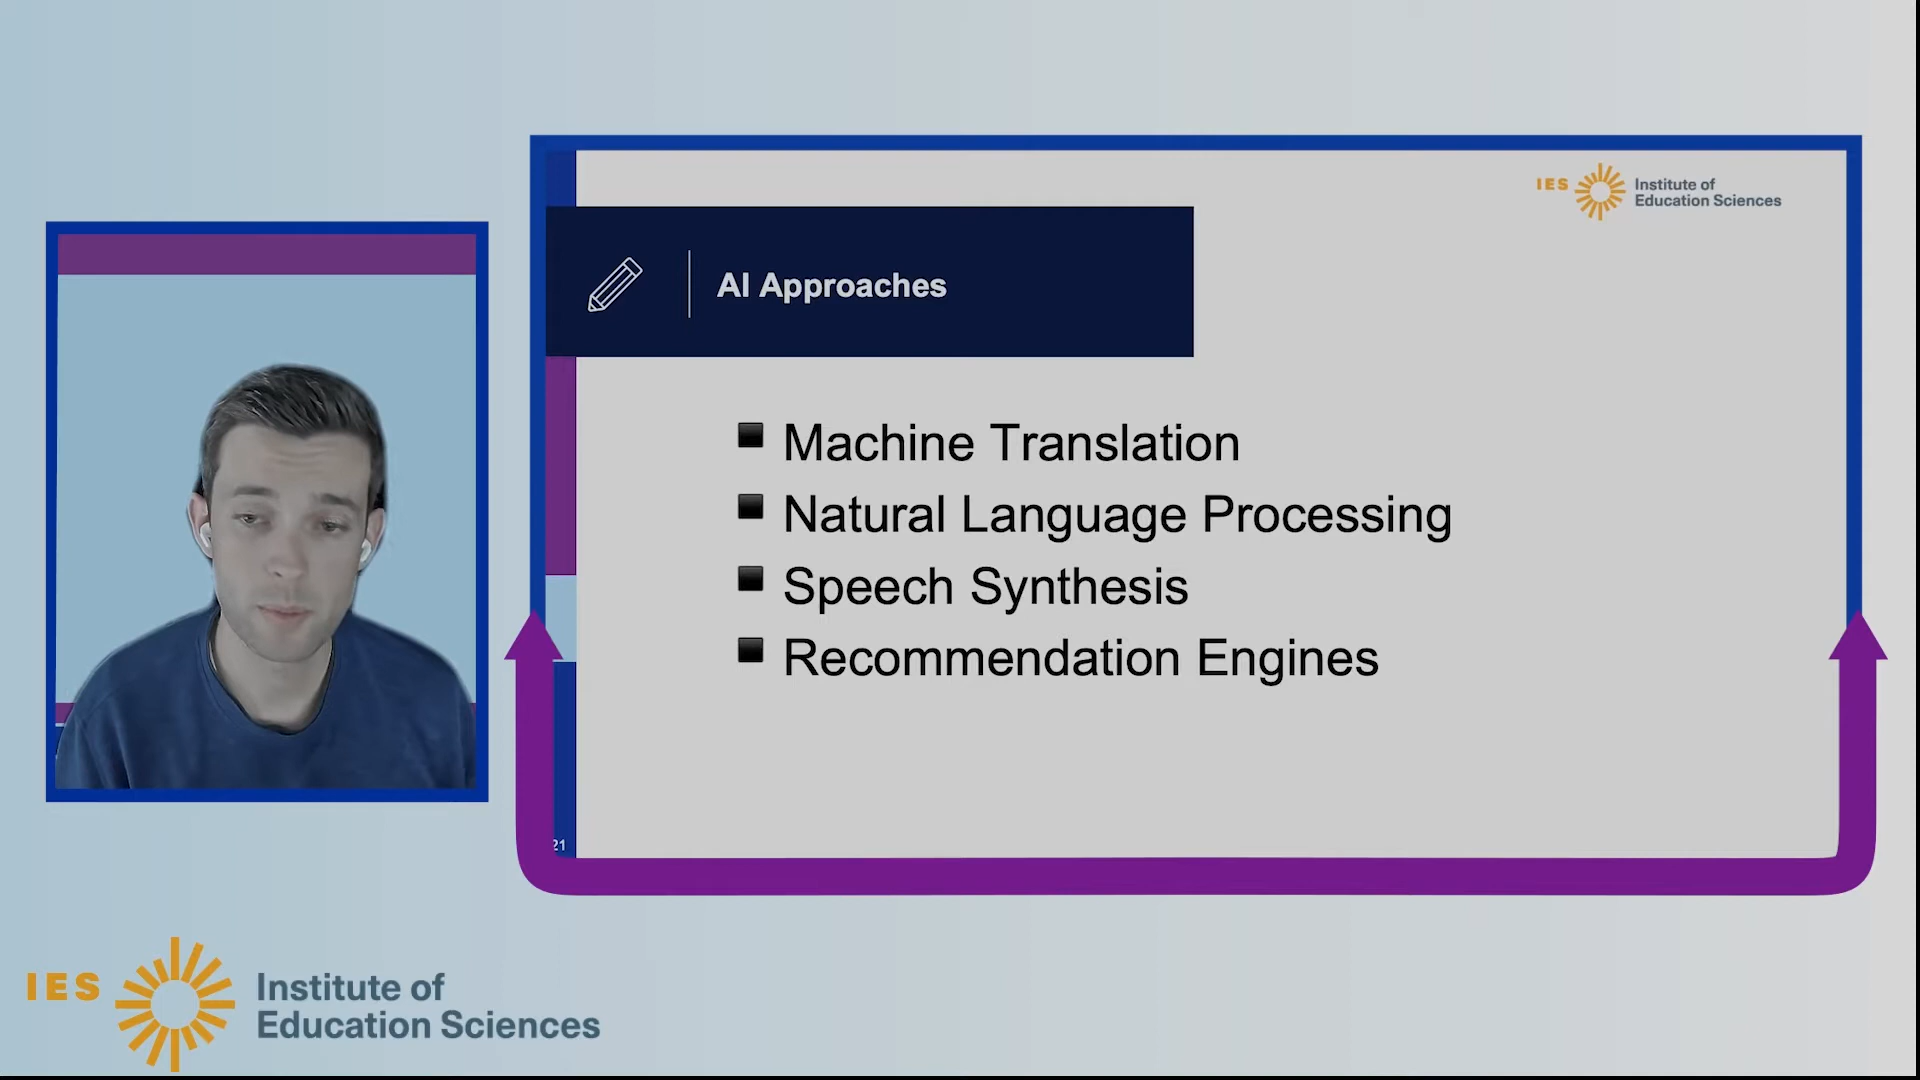 IES Institute of
Education Sciences
AI Approaches
Machine Translation
Natural Language Processing
Speech Synthesis
Recommendation Engines
21
IES Institute of
Education Sciences